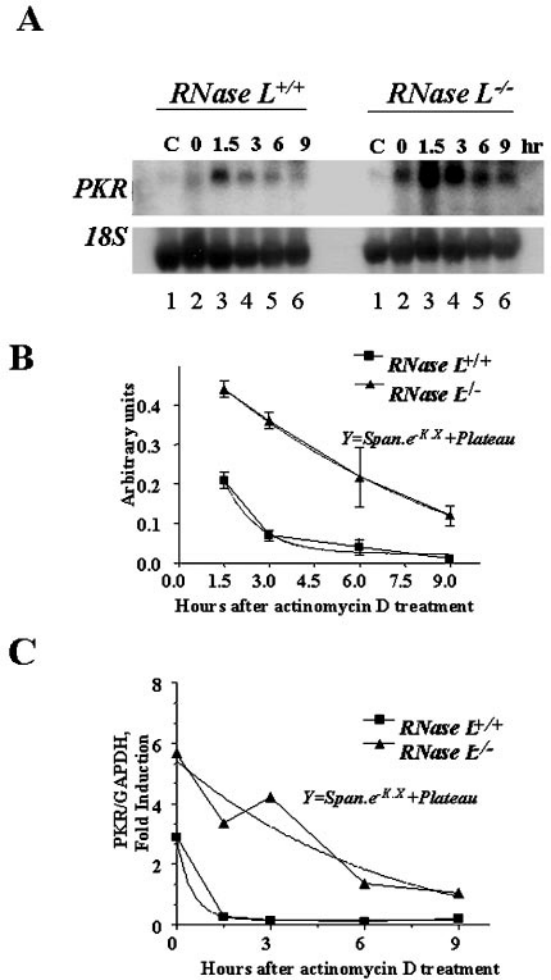 A
RNase L+/+ RNase L-/-
C 0 1.5 3 6 9 C 0 1.5 3 6 9 hr
PKR
18S
1 2 3 4 5 6 1 2 3 4 5 6
B
RNase L+/+
RNase L-/-
Y=Span.e-K.X+Plateau
Arbitrary units
0.4
0.3
0.2
0.1
0.0
0.0 1.5 3.0 4.5 6.0 7.5 9.0
Hours after actinomycin D treatment
C
RNase L+/+
RNase L-/-
Y=Span.e-K.X+Plateau
PKR/GAPDH,
Fold Induction
8
6
4
2
0
0 3 6 9
Hours after actinomycin D treatment